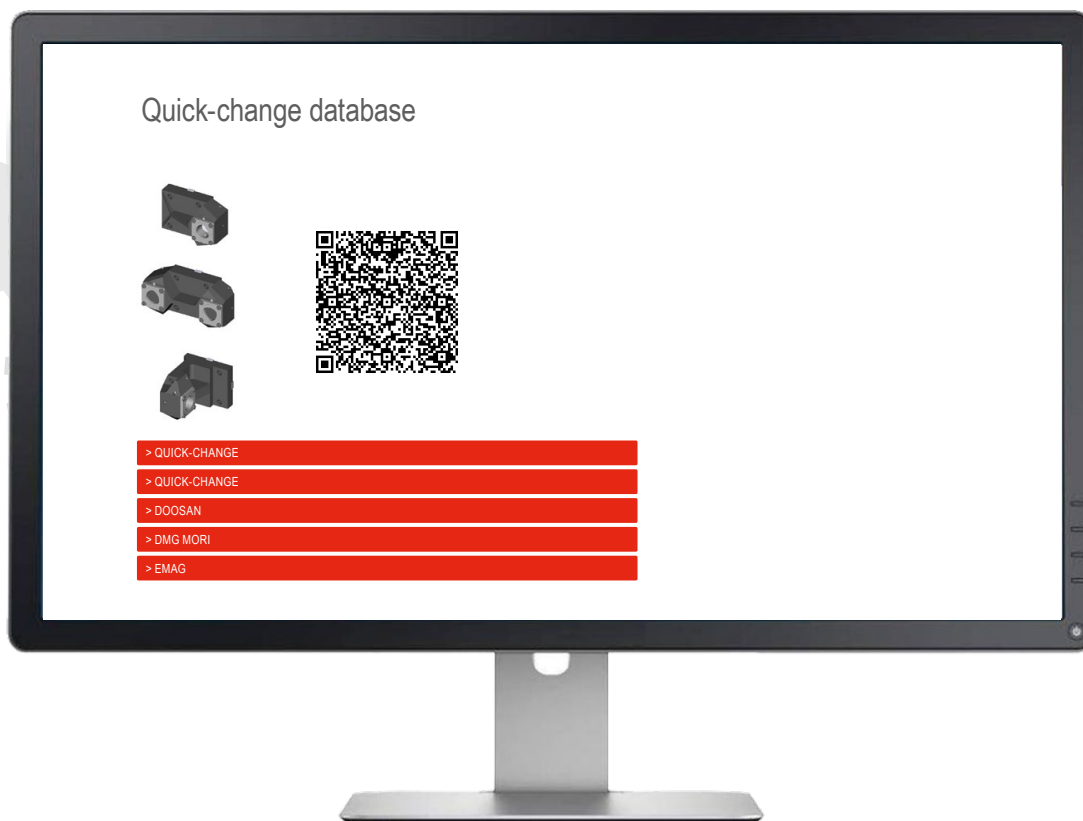 Quick-change database
> QUICK-CHANGE
> QUICK-CHANGE
> DOOSAN
> DMG MORI
> EMAG